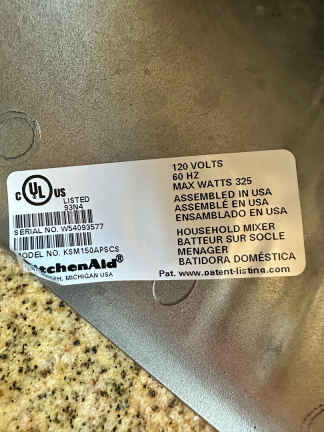 c UL US
LISTED
93N4
SERIAL NO. W54093577
MODEL NO. KSM150APSCS
KitchenAid®
MICHIGAN USA
120 VOLTS
60 HZ
MAX WATTS 325
ASSEMBLED IN USA
ASSEMBLÉ EN USA
ENSAMBLADO EN USA
HOUSEHOLD MIXER
BATTEUR SUR SOCLE
MENAGER
BATIDORA DOMÉSTICA
Pat. www.patent-listing.com